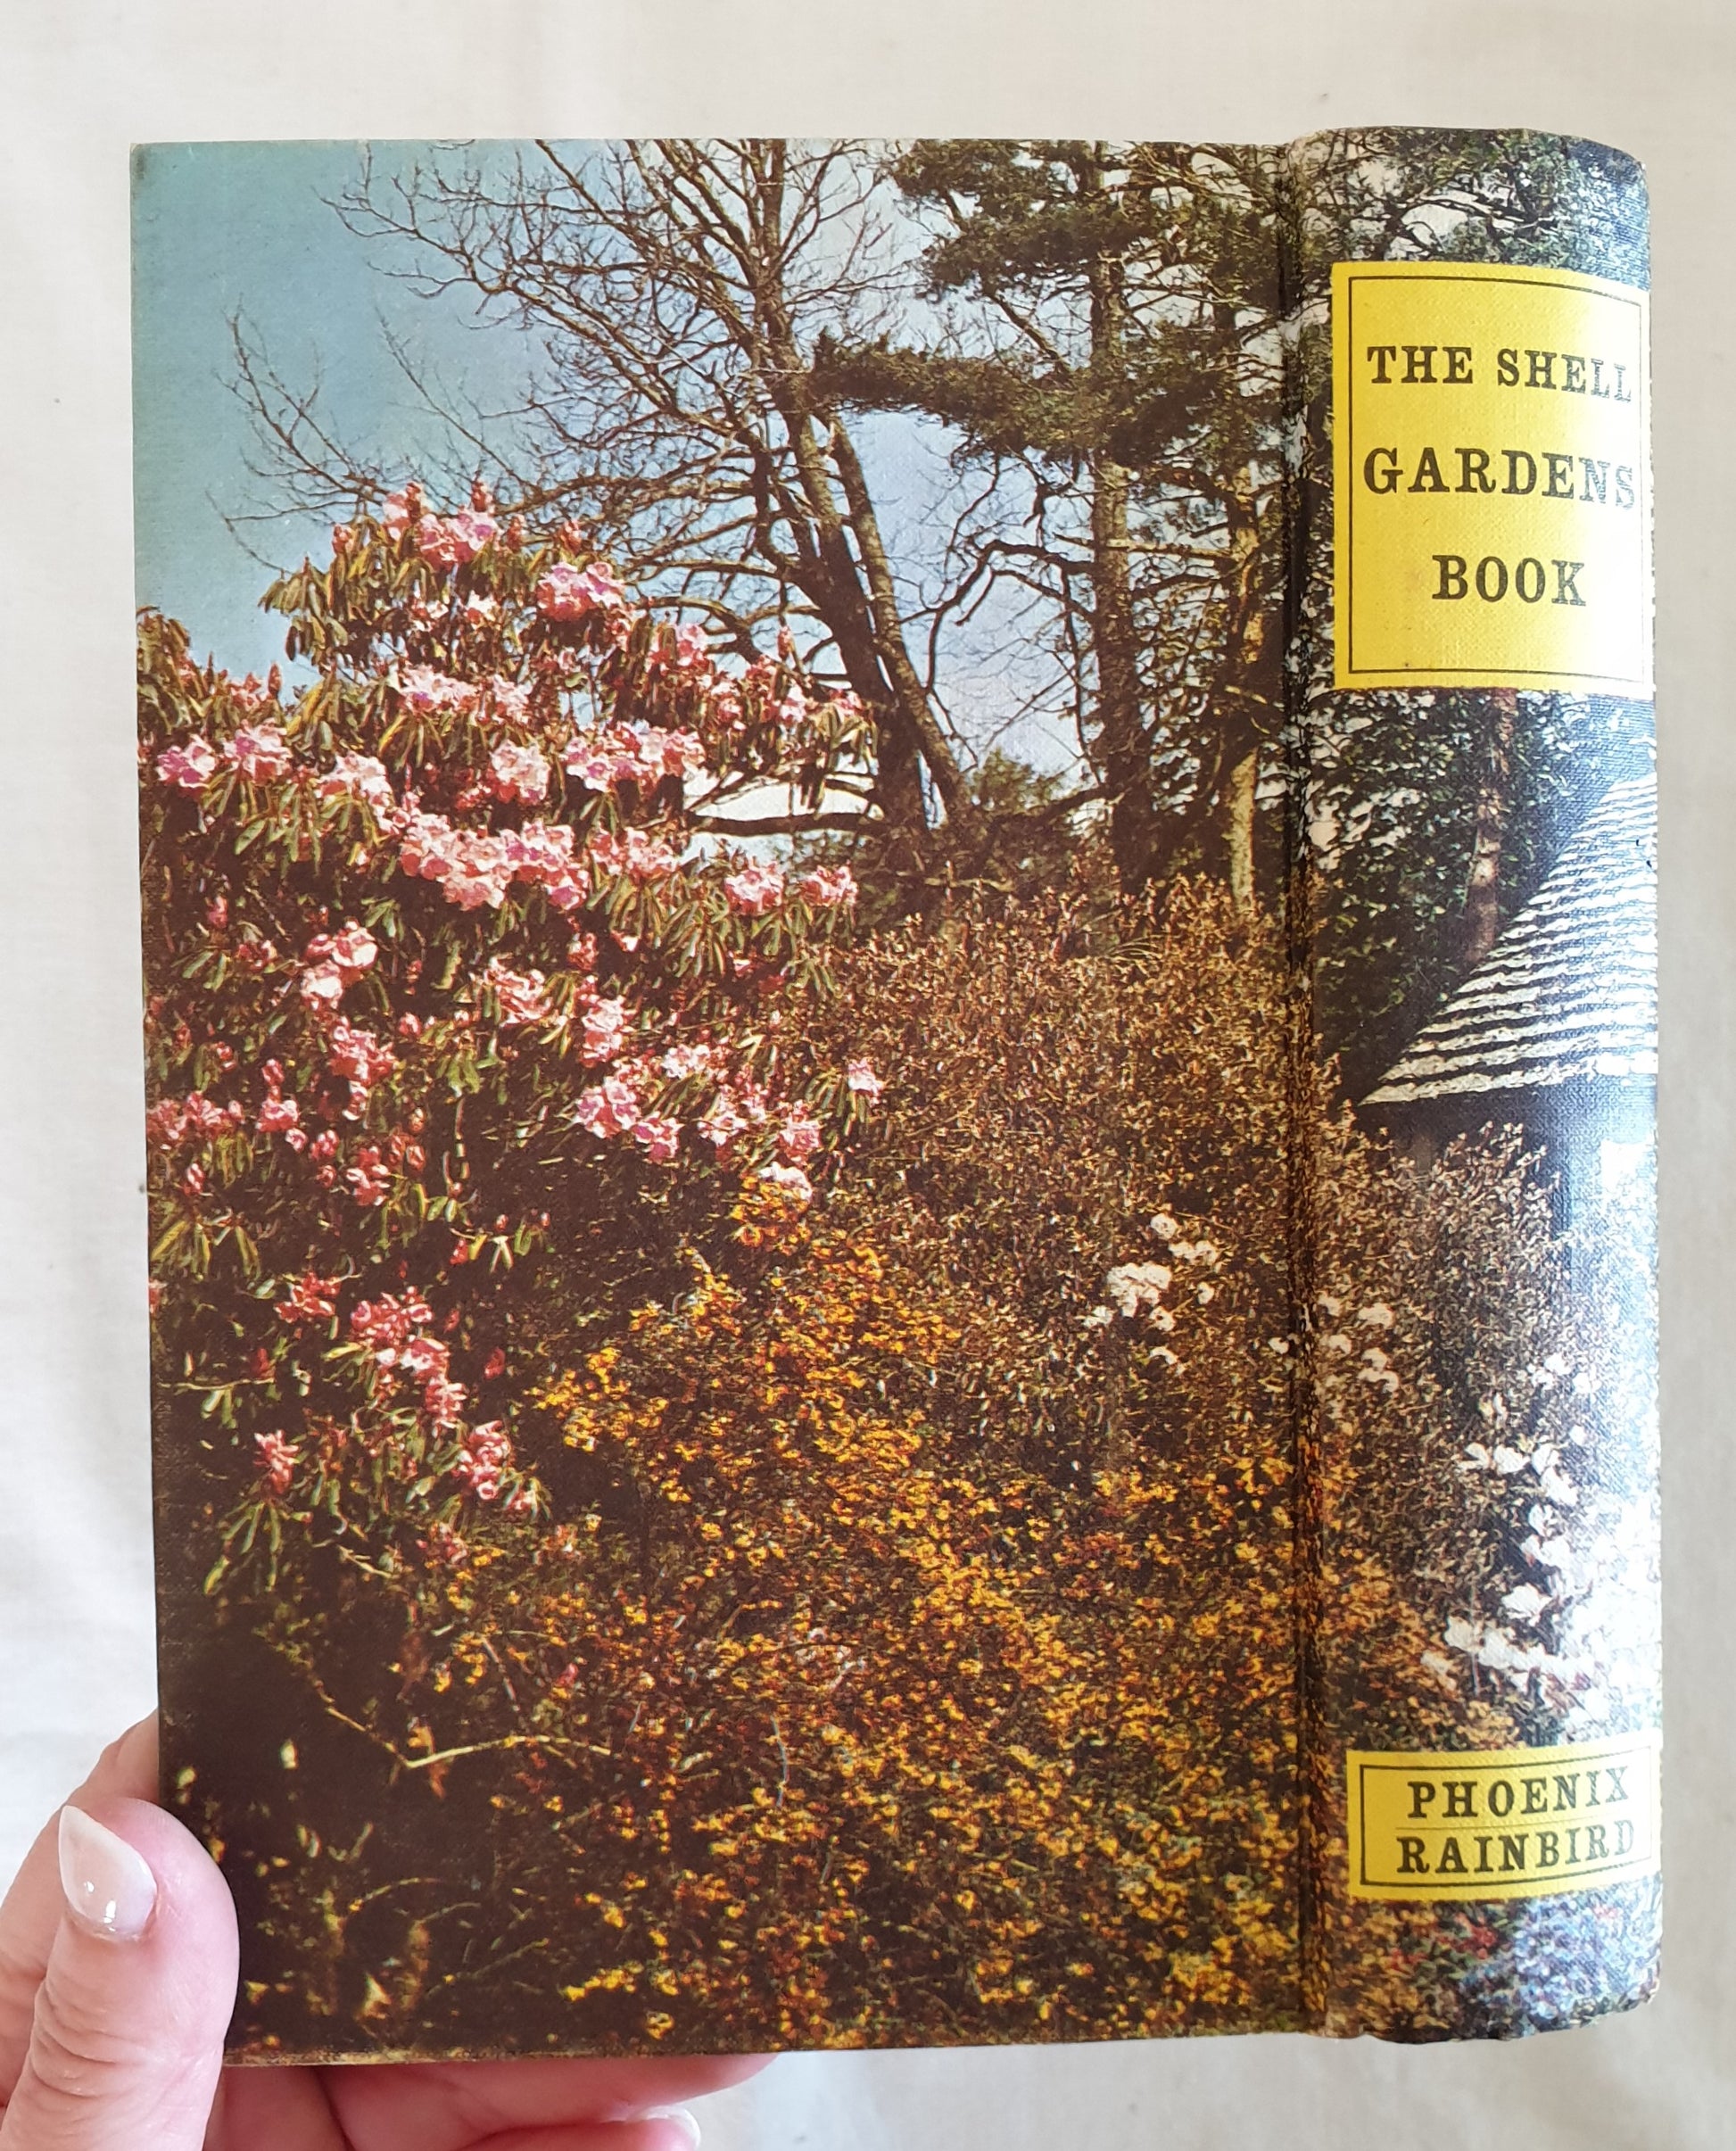 THE SHELL
GARDENS
BOOK
PHOENIX
RAINBIRD